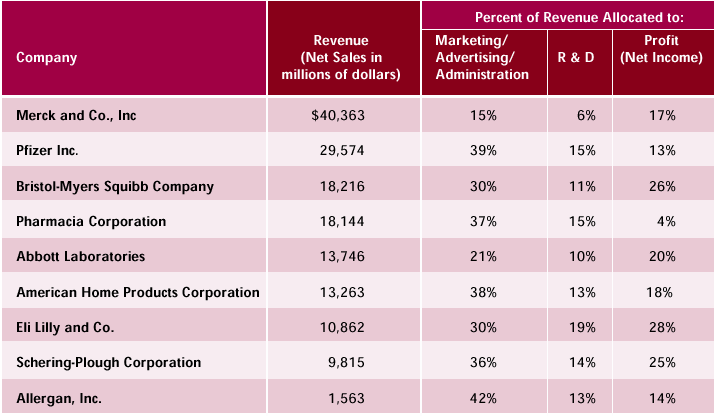 Percent of Revenue Allocated to:
Company
Revenue
(Net Sales in
millions of dollars)
Marketing/
Advertising/
Administration
R & D
Profit
(Net Income)
Merck and Co., Inc $40,363 15% 6% 17%
Pfizer Inc. 29,574 39% 15% 13%
Bristol-Myers Squibb Company 18,216 30% 11% 26%
Pharmacia Corporation 18,144 37% 15% 4%
Abbott Laboratories 13,746 21% 10% 20%
American Home Products Corporation 13,263 38% 13% 18%
Eli Lilly and Co. 10,862 30% 19% 28%
Schering-Plough Corporation 9,815 36% 14% 25%
Allergan, Inc. 1,563 42% 13% 14%